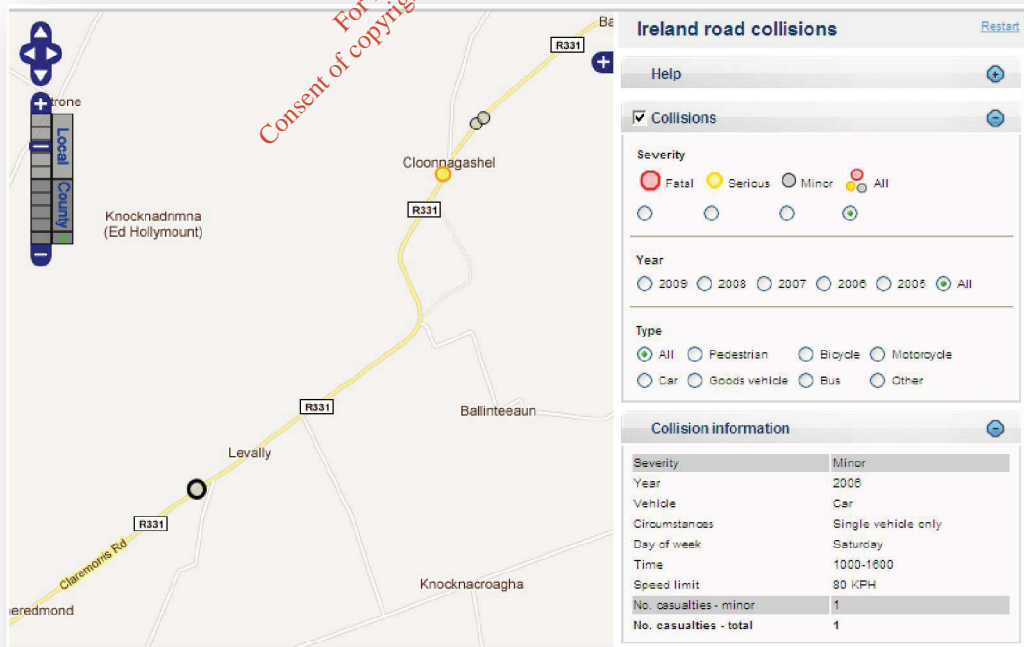 For
Consent of copyrig
Ba
R331
trone
Local
County
Cloonnagashel
R331
Knocknadrimna
(Ed Hollymount)
R331
Ballinteeaun
Levally
R331
Claremorris Rd
Knocknacroagha
eredmond
Ireland road collisions
Restart
Help
Collisions
Severity
Fatal Serious Minor All
Year
2009 2008 2007 2006 2005 All
Type
All Pedestrian Bicycle Motorcycle
Car Goods vehicle Bus Other
Collision information
Severity Minor
Year 2006
Vehicle Car
Circumstances Single vehicle only
Day of week Saturday
Time 1000-1600
Speed limit 80 KPH
No. casualties - minor 1
No. casualties - total 1